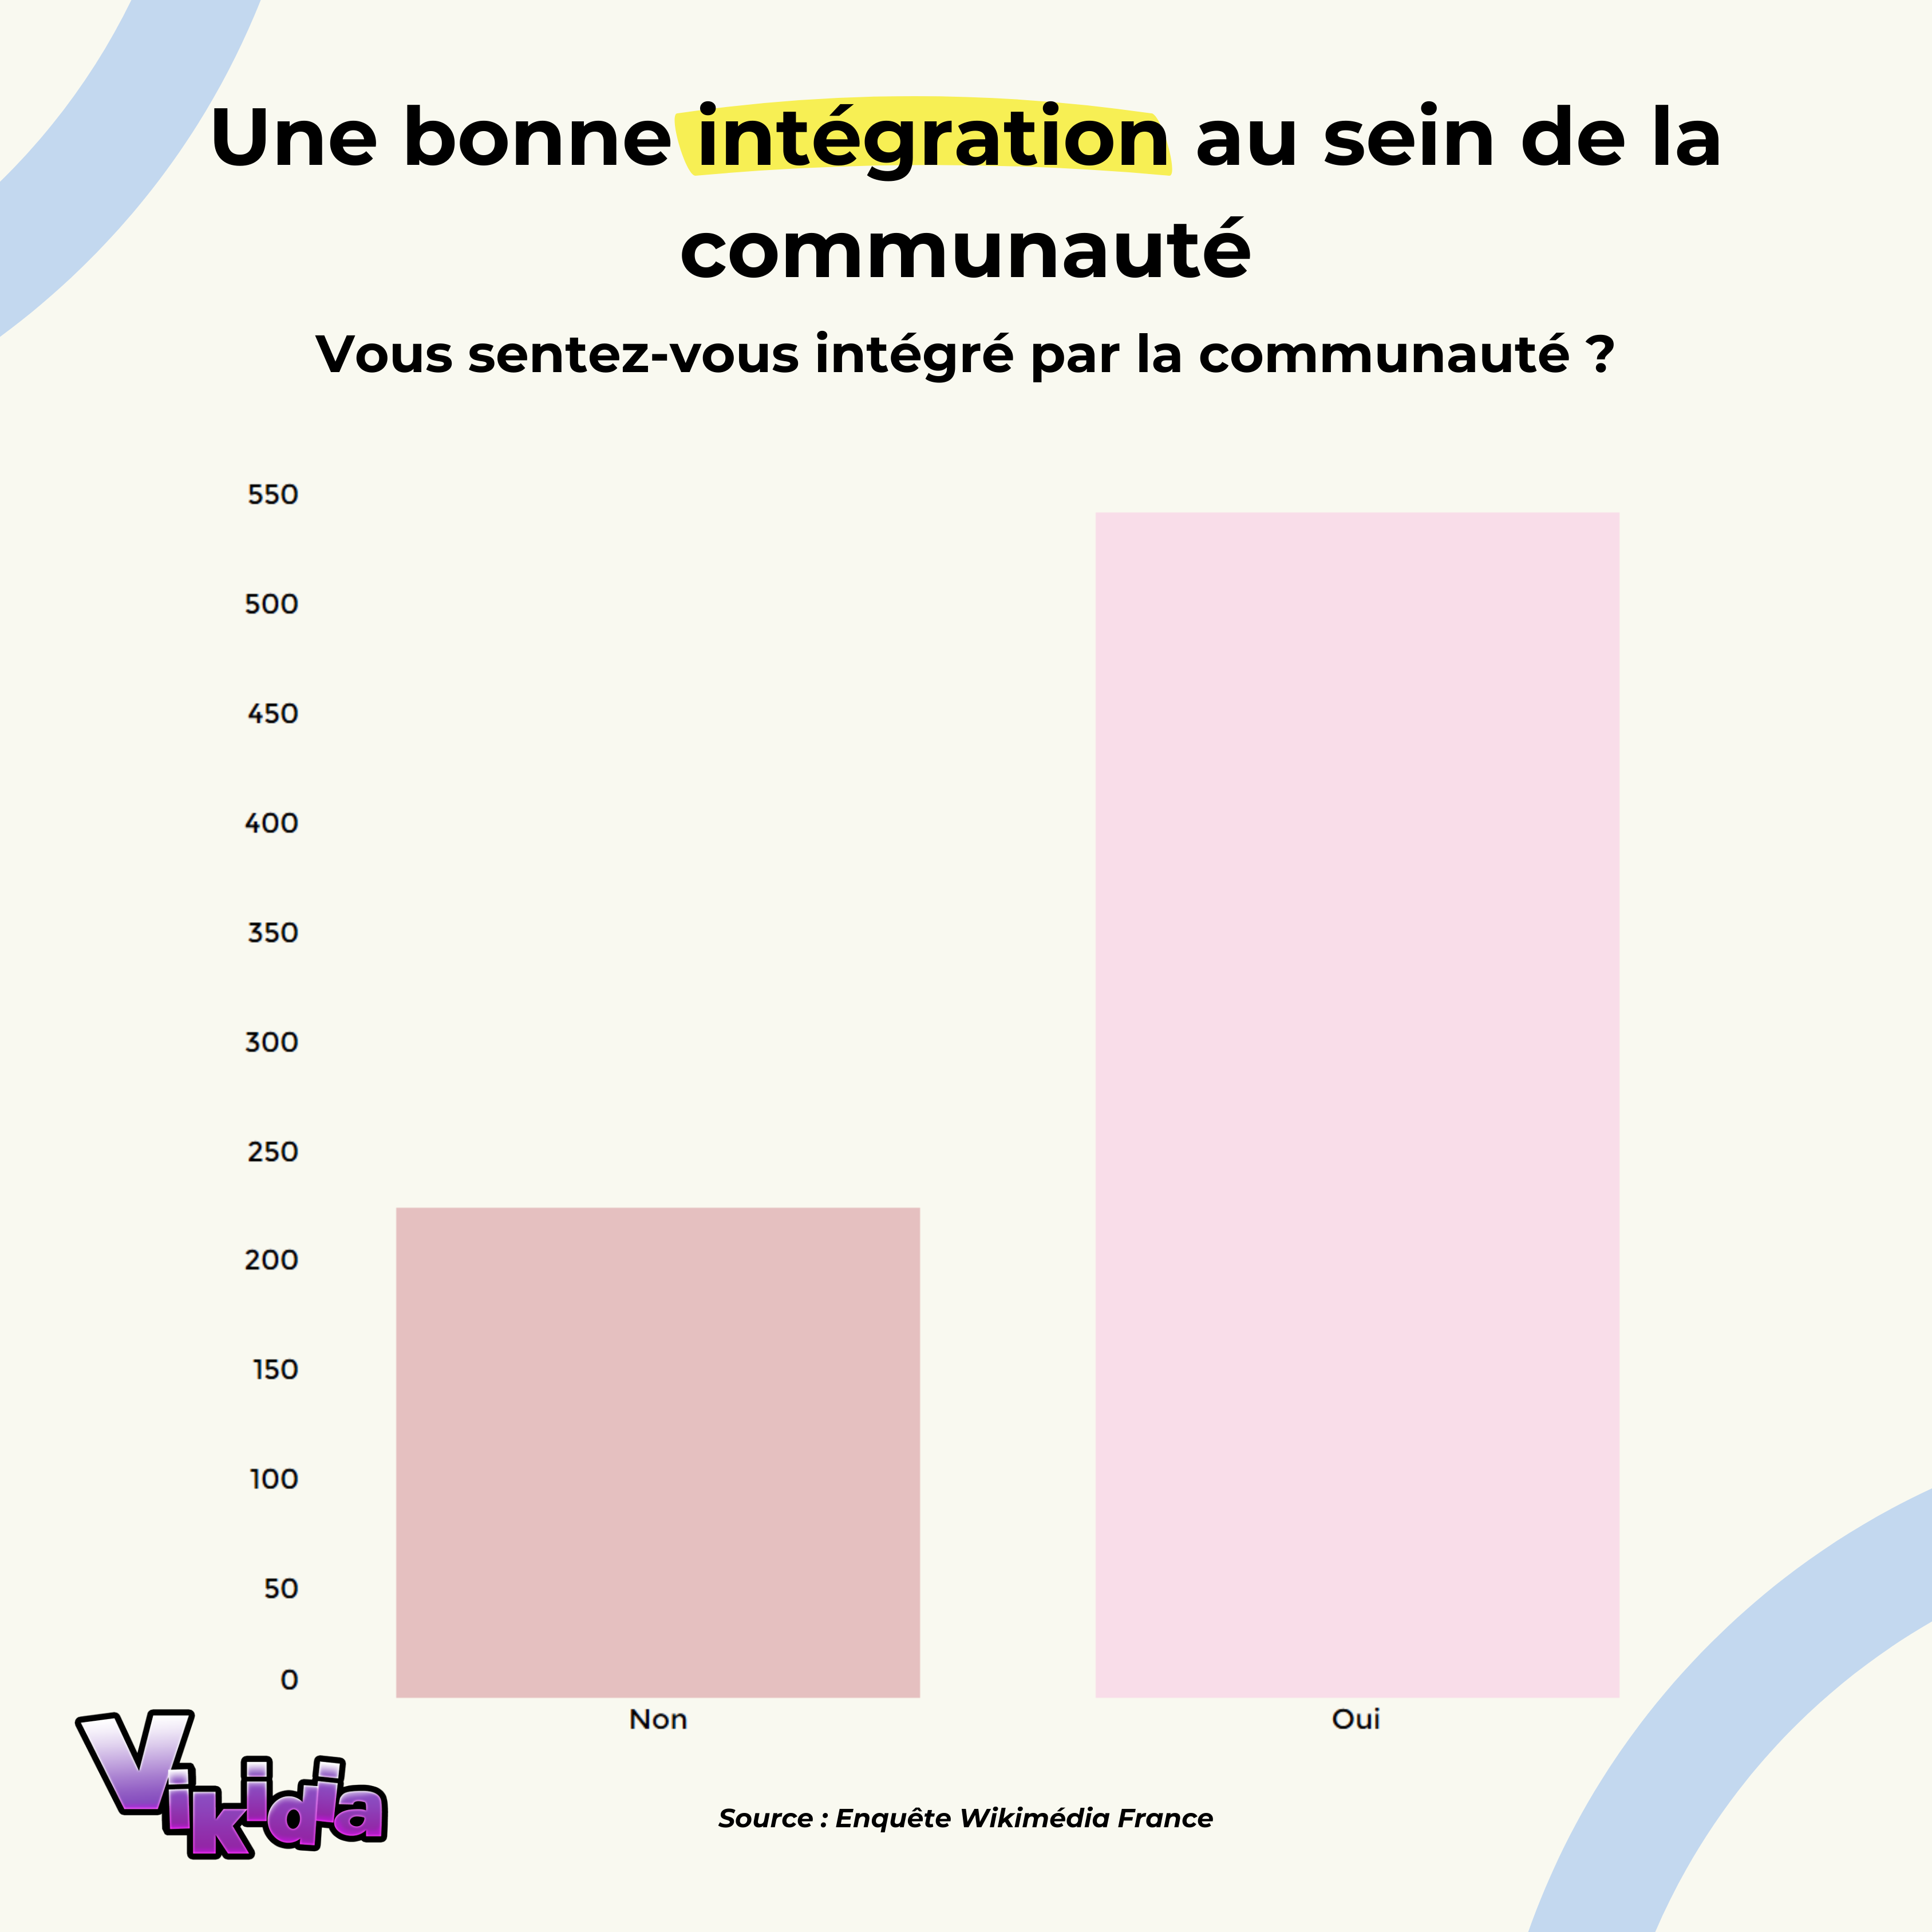 Une bonne intégration au sein de la
communauté
Vous sentez-vous intégré par la communauté ?
550
500
450
400
350
300
250
200
150
100
50
0
Non
Oui
Vikidia
Source : Enquête Wikimédia France